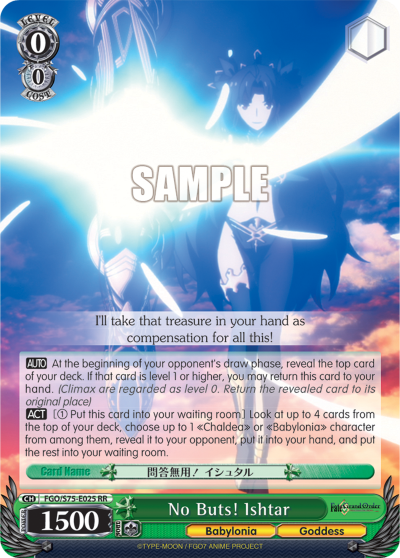 LEVEL
0
0
COST
SAMPLE
I'll take that treasure in your hand as
compensation for all this!
AUTO At the beginning of your opponent's draw phase, reveal the top card
of your deck. If that card is level 1 or higher, you may return this card to your
hand. (Climax are regarded as level 0. Return the revealed card to its
original place)
ACT [① Put this card into your waiting room] Look at up to 4 cards from
the top of your deck, choose up to 1 «Chaldea» or «Babylonia» character
from among them, reveal it to your opponent, put it into your hand, and put
the rest into your waiting room.
Card Name 問答無用！ イシュタル
CH FGO/S75-E025 RR
POWER 1500 SOUL No Buts! Ishtar Fate/Grand Order
Babylonia Goddess
©TYPE-MOON / FGO7 ANIME PROJECT